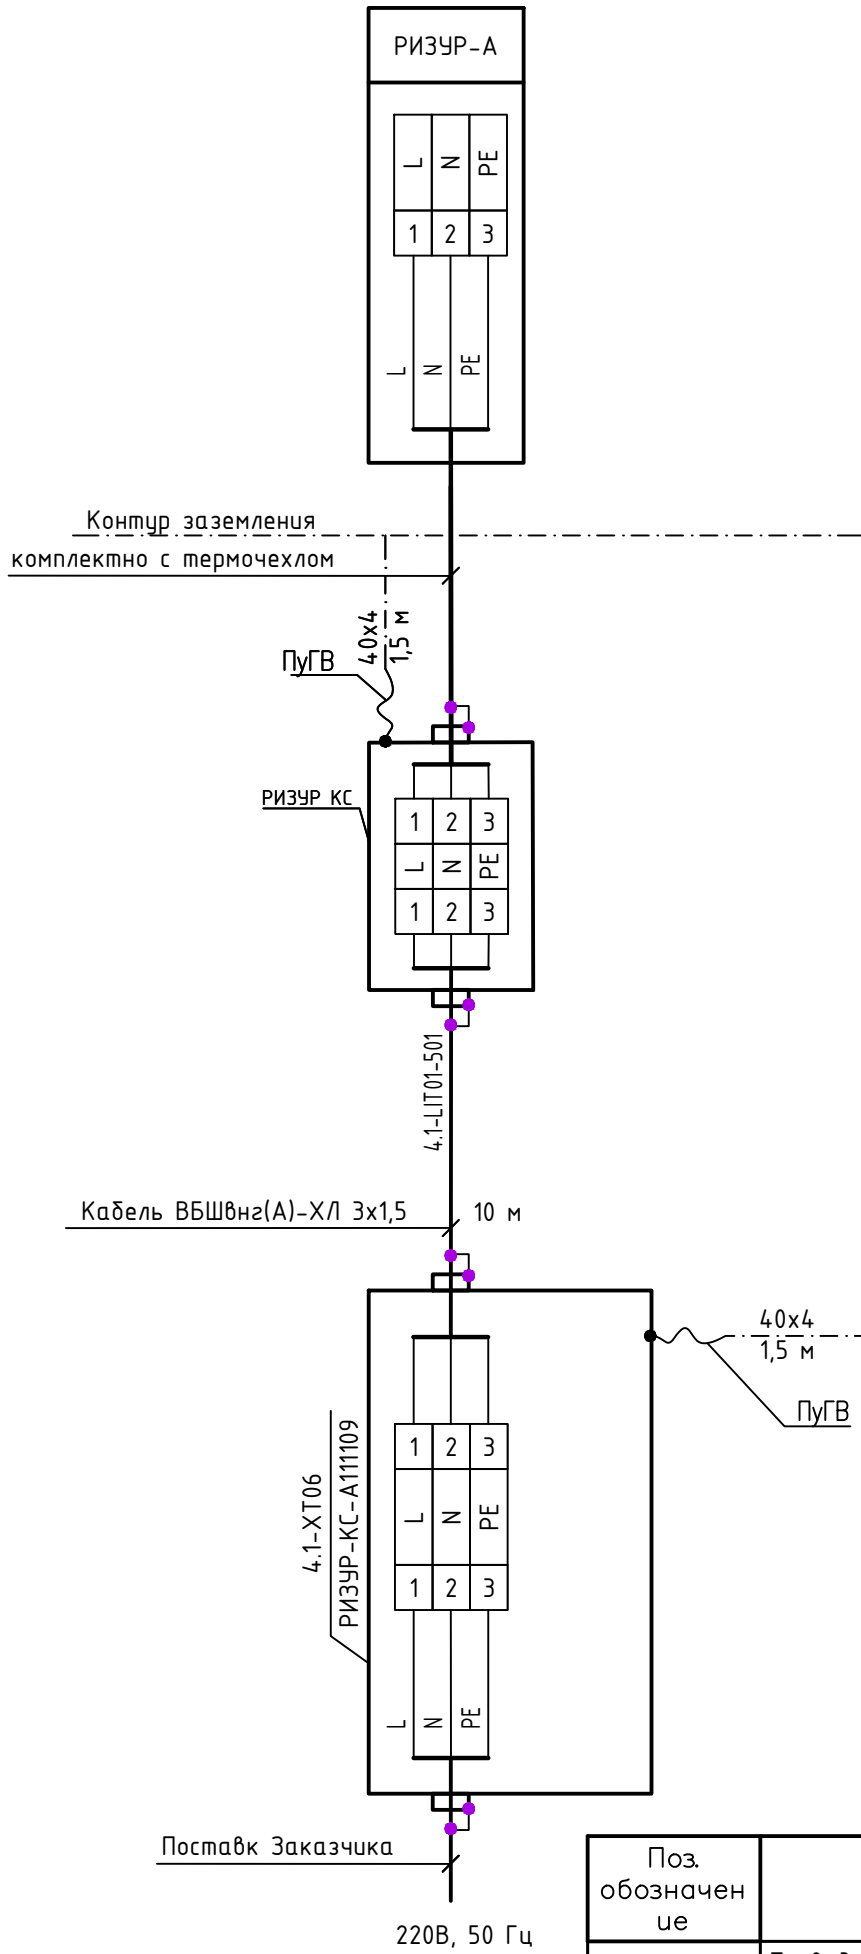 РИЗУР-А
L N PE
1 2 3
L N PE
Контур заземления
комплектно с термочехлом
40х4
1,5 м
ПуГВ
РИЗУР КС
1 2 3
L N PE
1 2 3
4.1-LIT01-501
Кабель ВБШвнг(А)-ХЛ 3х1,5
10 м
40х4
1,5 м
ПуГВ
4.1-ХТ06
РИЗУР-КС-А111109
1 2 3
L N PE
1 2 3
L N PE
Поставк Заказчика
220В, 50 Гц
Поз.
обозначен
ие